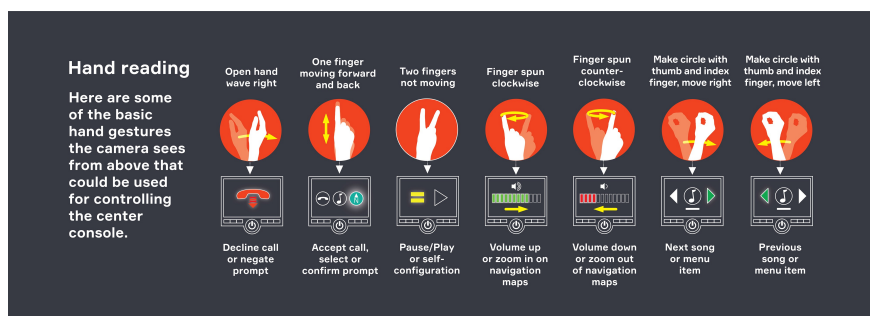 Hand reading
Here are some
of the basic
hand gestures
the camera sees
from above that
could be used
for controlling
the center
console.
Open hand
wave right
One finger
moving forward
and back
Two fingers
not moving
Finger spun
clockwise
Finger spun
counter-
clockwise
Make circle with
thumb and index
finger, move right
Make circle with
thumb and index
finger, move left
Decline call
or negate
prompt
Accept call,
select or
confirm prompt
Pause/Play
or self-
configuration
Volume up
or zoom in on
navigation
maps
Volume down
or zoom out
of navigation
maps
Next song
or menu
item
Previous
song or
menu item